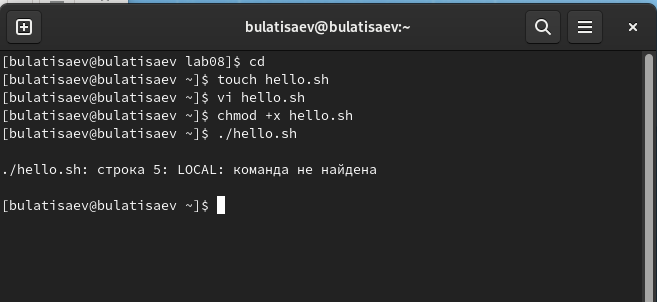 bulatisaev@bulatisaev:~
[bulatisaev@bulatisaev lab08]$ cd
[bulatisaev@bulatisaev ~]$ touch hello.sh
[bulatisaev@bulatisaev ~]$ vi hello.sh
[bulatisaev@bulatisaev ~]$ chmod +x hello.sh
[bulatisaev@bulatisaev ~]$ ./hello.sh
./hello.sh: строка 5: LOCAL: команда не найдена
[bulatisaev@bulatisaev ~]$